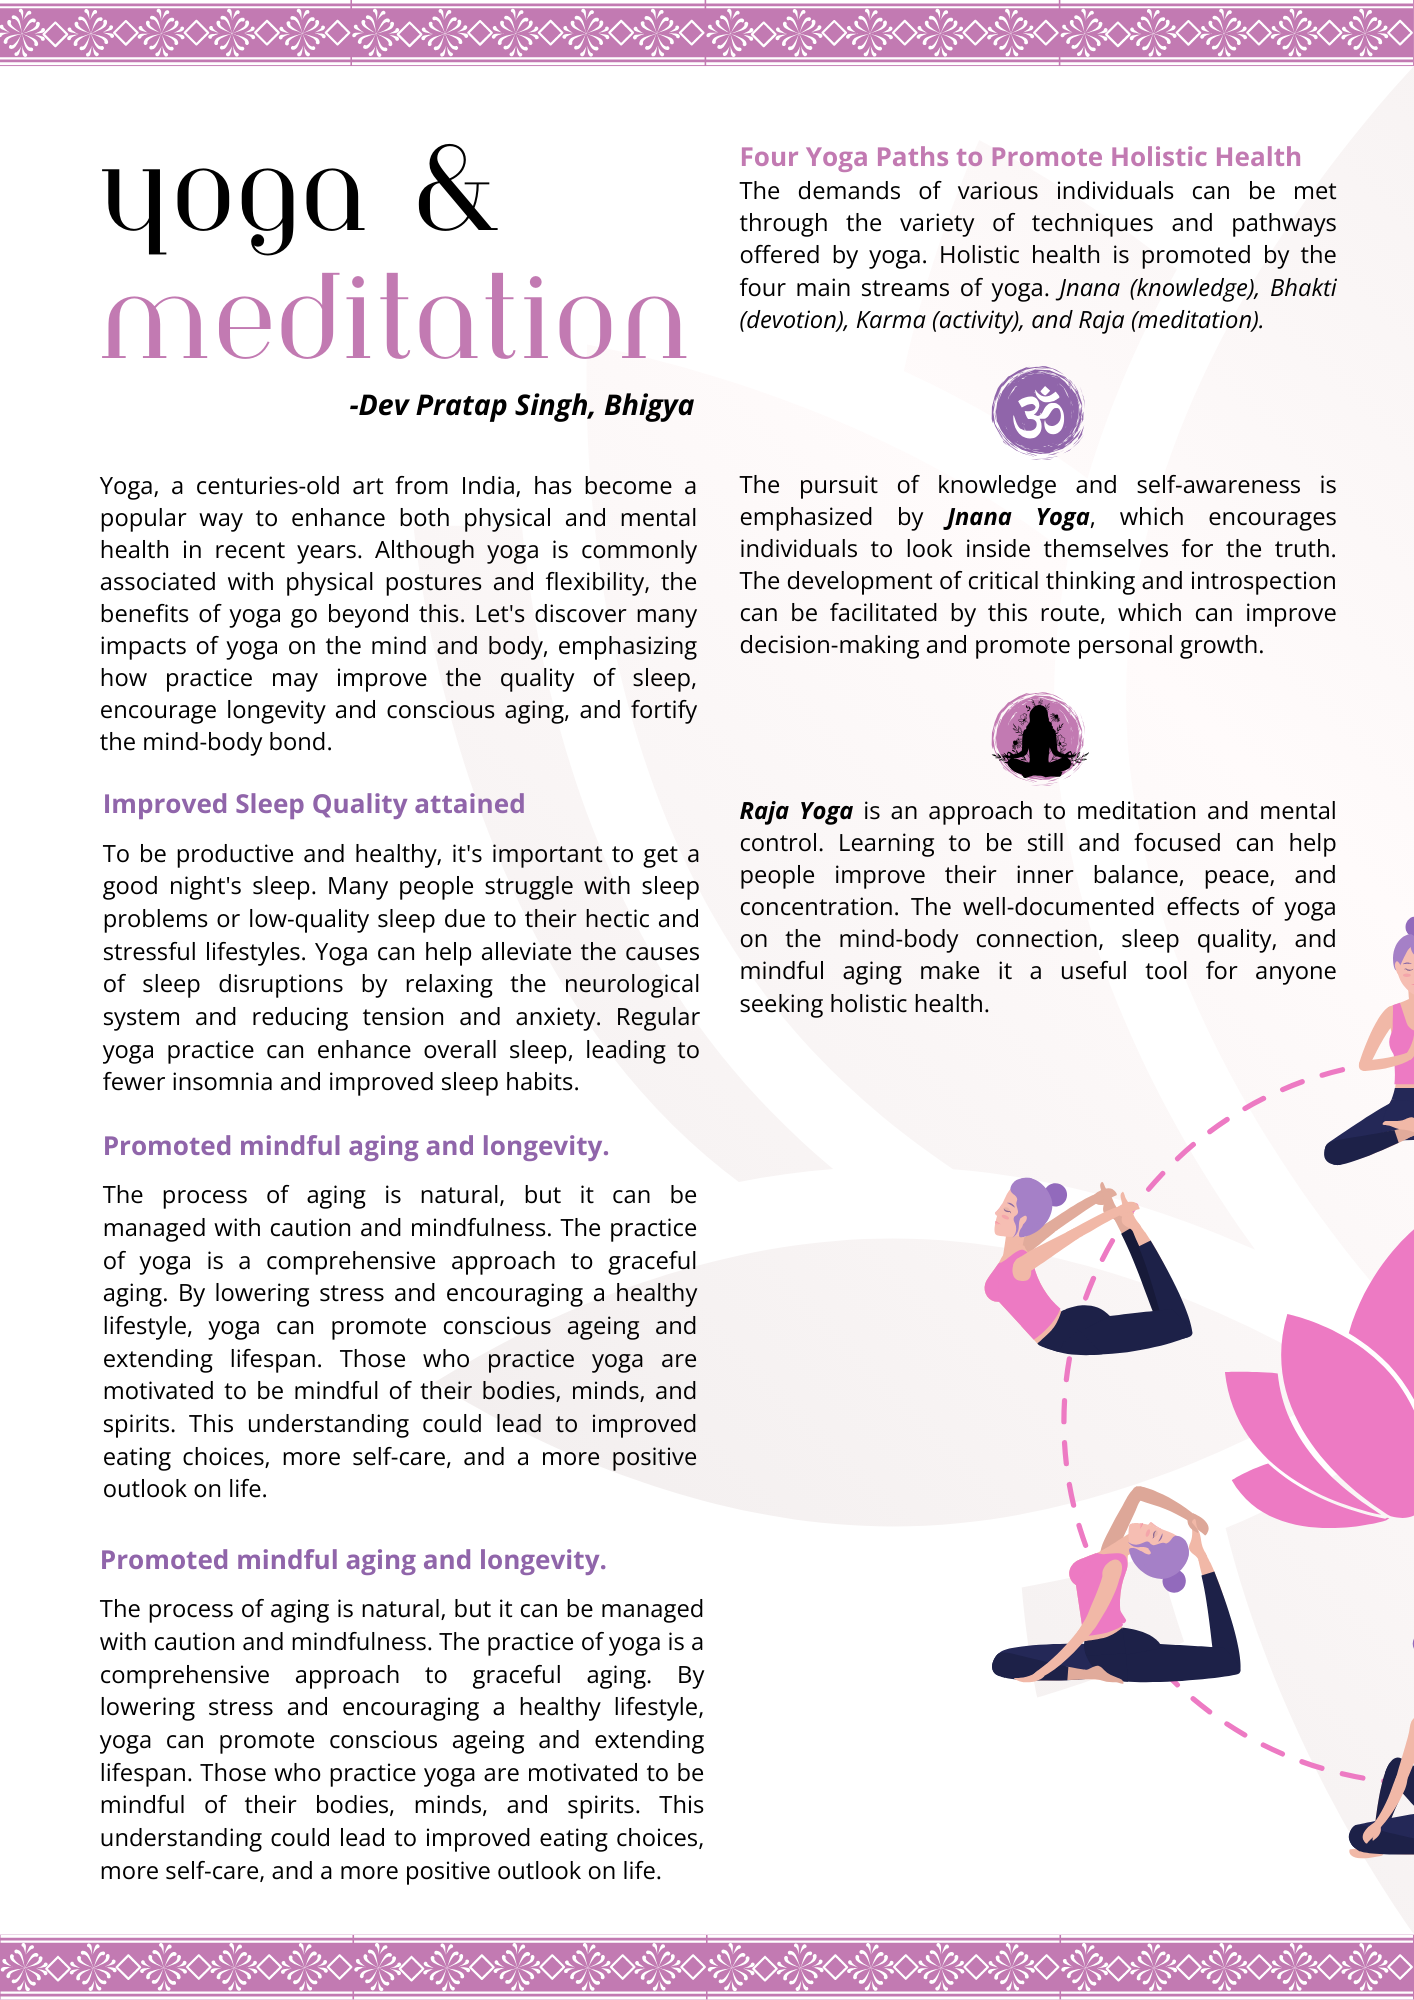 yoga &
meditation
-Dev Pratap Singh, Bhigya
Yoga, a centuries-old art from India, has become a
popular way to enhance both physical and mental
health in recent years. Although yoga is commonly
associated with physical postures and flexibility, the
benefits of yoga go beyond this. Let's discover many
impacts of yoga on the mind and body, emphasizing
how practice may improve the quality of sleep,
encourage longevity and conscious aging, and fortify
the mind-body bond.
Improved Sleep Quality attained
To be productive and healthy, it's important to get a
good night's sleep. Many people struggle with sleep
problems or low-quality sleep due to their hectic and
stressful lifestyles. Yoga can help alleviate the causes
of sleep disruptions by relaxing the neurological
system and reducing tension and anxiety. Regular
yoga practice can enhance overall sleep, leading to
fewer insomnia and improved sleep habits.
Promoted mindful aging and longevity.
The process of aging is natural, but it can be
managed with caution and mindfulness. The practice
of yoga is a comprehensive approach to graceful
aging. By lowering stress and encouraging a healthy
lifestyle, yoga can promote conscious ageing and
extending lifespan. Those who practice yoga are
motivated to be mindful of their bodies, minds, and
spirits. This understanding could lead to improved
eating choices, more self-care, and a more positive
outlook on life.
Promoted mindful aging and longevity.
The process of aging is natural, but it can be managed
with caution and mindfulness. The practice of yoga is a
comprehensive approach to graceful aging. By
lowering stress and encouraging a healthy lifestyle,
yoga can promote conscious ageing and extending
lifespan. Those who practice yoga are motivated to be
mindful of their bodies, minds, and spirits. This
understanding could lead to improved eating choices,
more self-care, and a more positive outlook on life.
Four Yoga Paths to Promote Holistic Health
The demands of various individuals can be met
through the variety of techniques and pathways
offered by yoga. Holistic health is promoted by the
four main streams of yoga. Jnana (knowledge), Bhakti
(devotion), Karma (activity), and Raja (meditation).
ॐ
The pursuit of knowledge and self-awareness is
emphasized by Jnana Yoga, which encourages
individuals to look inside themselves for the truth.
The development of critical thinking and introspection
can be facilitated by this route, which can improve
decision-making and promote personal growth.
Raja Yoga is an approach to meditation and mental
control. Learning to be still and focused can help
people improve their inner balance, peace, and
concentration. The well-documented effects of yoga
on the mind-body connection, sleep quality, and
mindful aging make it a useful tool for anyone
seeking holistic health.